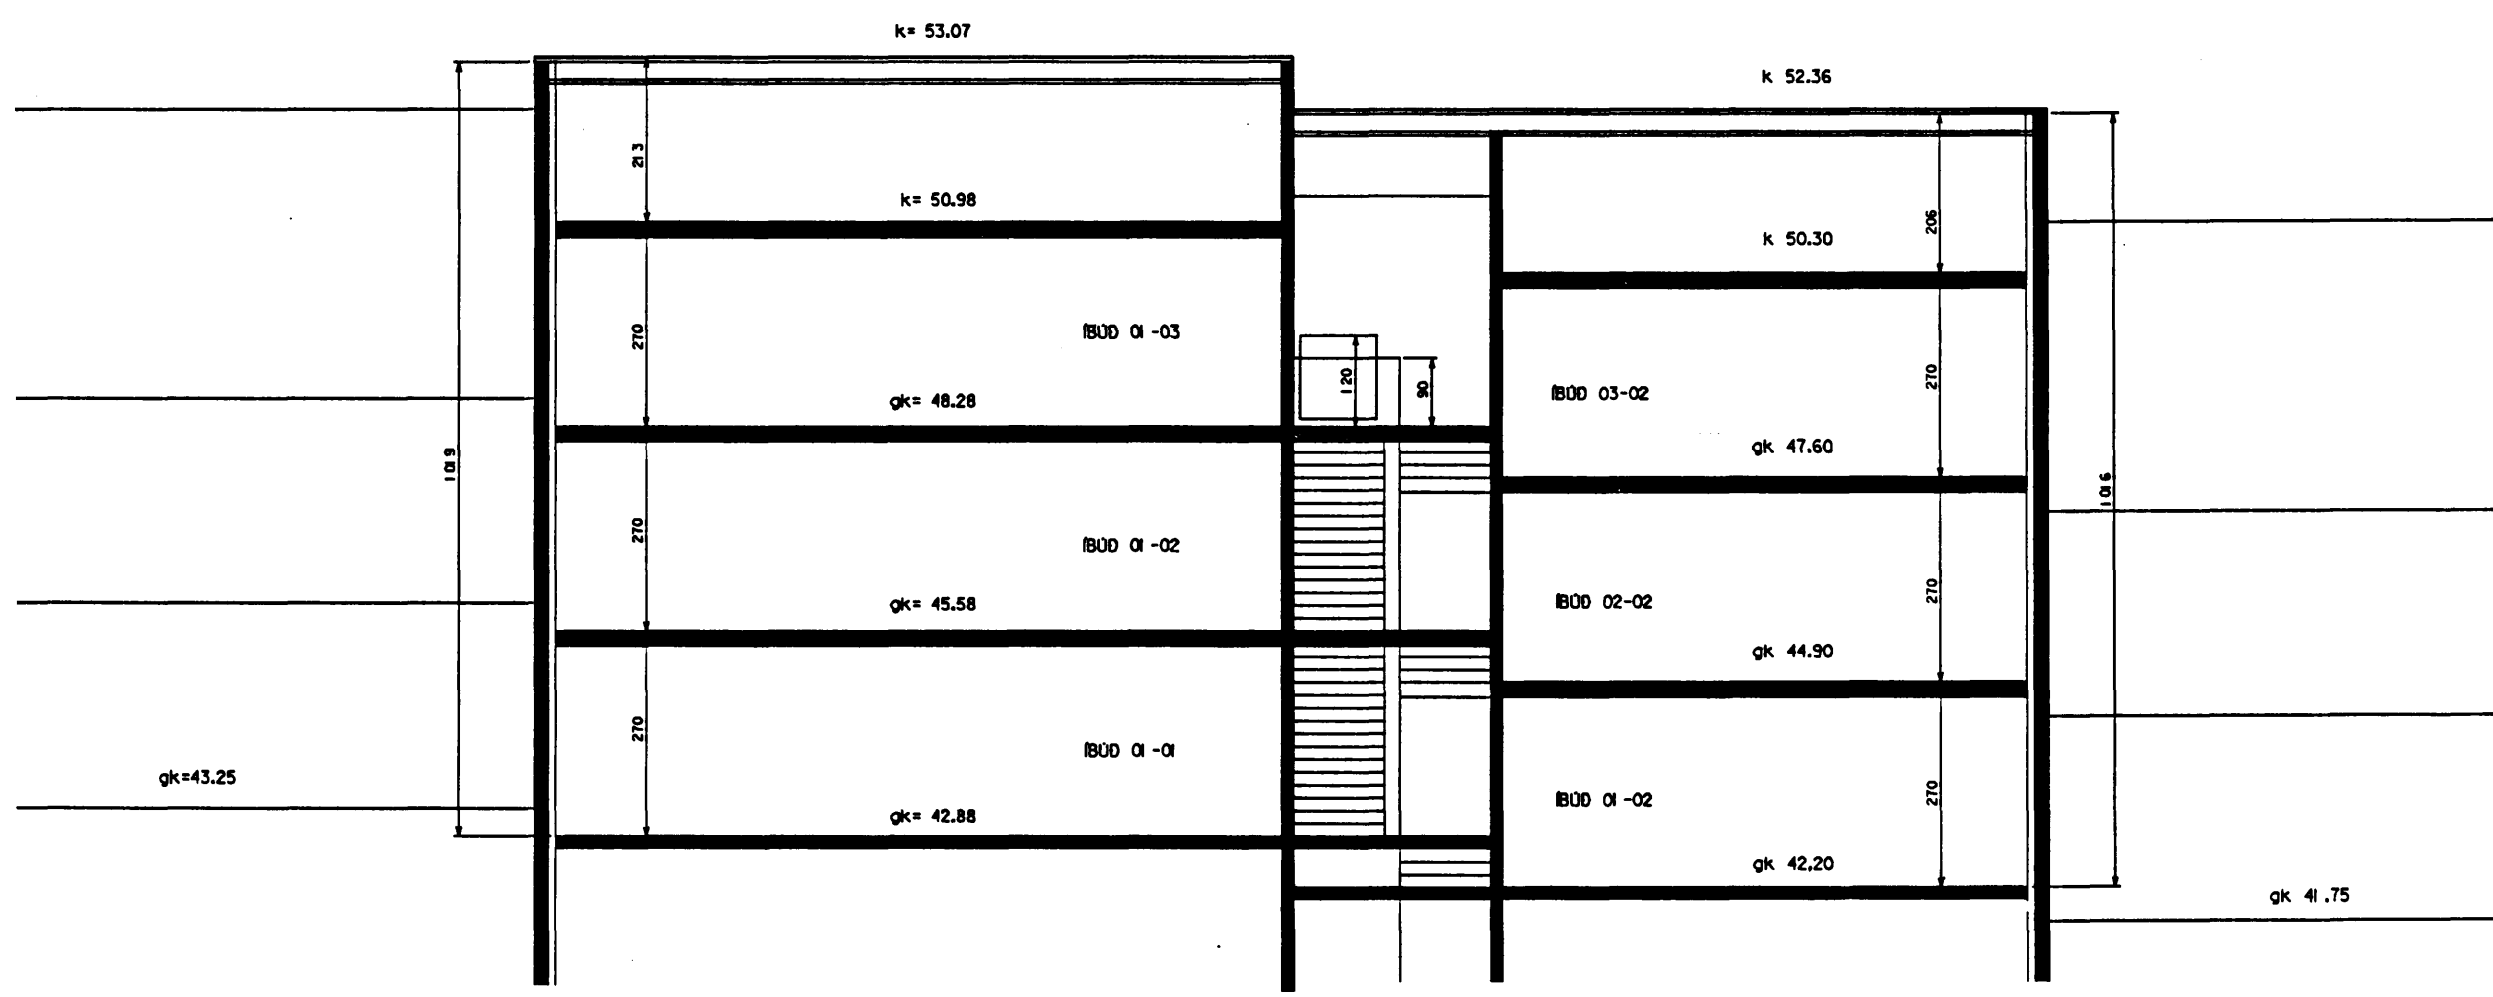 k= 53.07
k 52.36
213
k= 50.98
206
k 50.30
270
ÍBÚÐ 01-03
120
90
270
ÍBÚÐ 03-02
gk= 48.28
gk 47.60
1019
1016
270
ÍBÚÐ 01-02
270
gk= 45.58
ÍBÚÐ 02-02
gk 44.90
270
ÍBÚÐ 01-01
gk=43.25
270
ÍBÚÐ 01-02
gk= 42.88
gk 42,20
gk 41.75